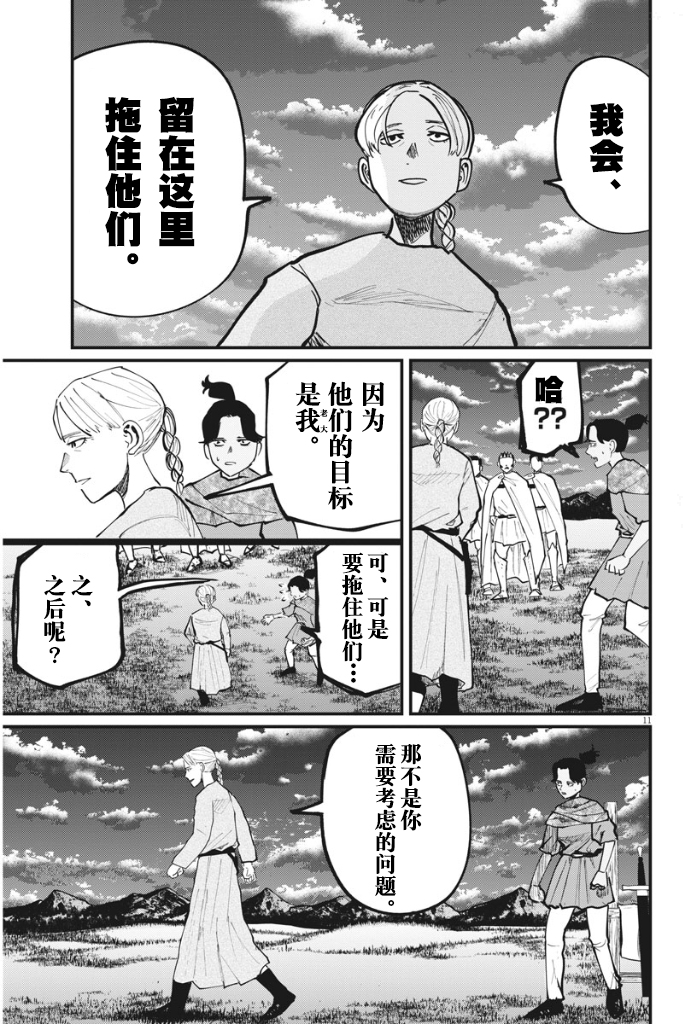 我会、
留在这里
拖住他们。
哈
??
因为
他们的目标
老大
是我。
可、可是
要拖住他们…
之、
之后呢？
11
那不是你
需要考虑的问题。